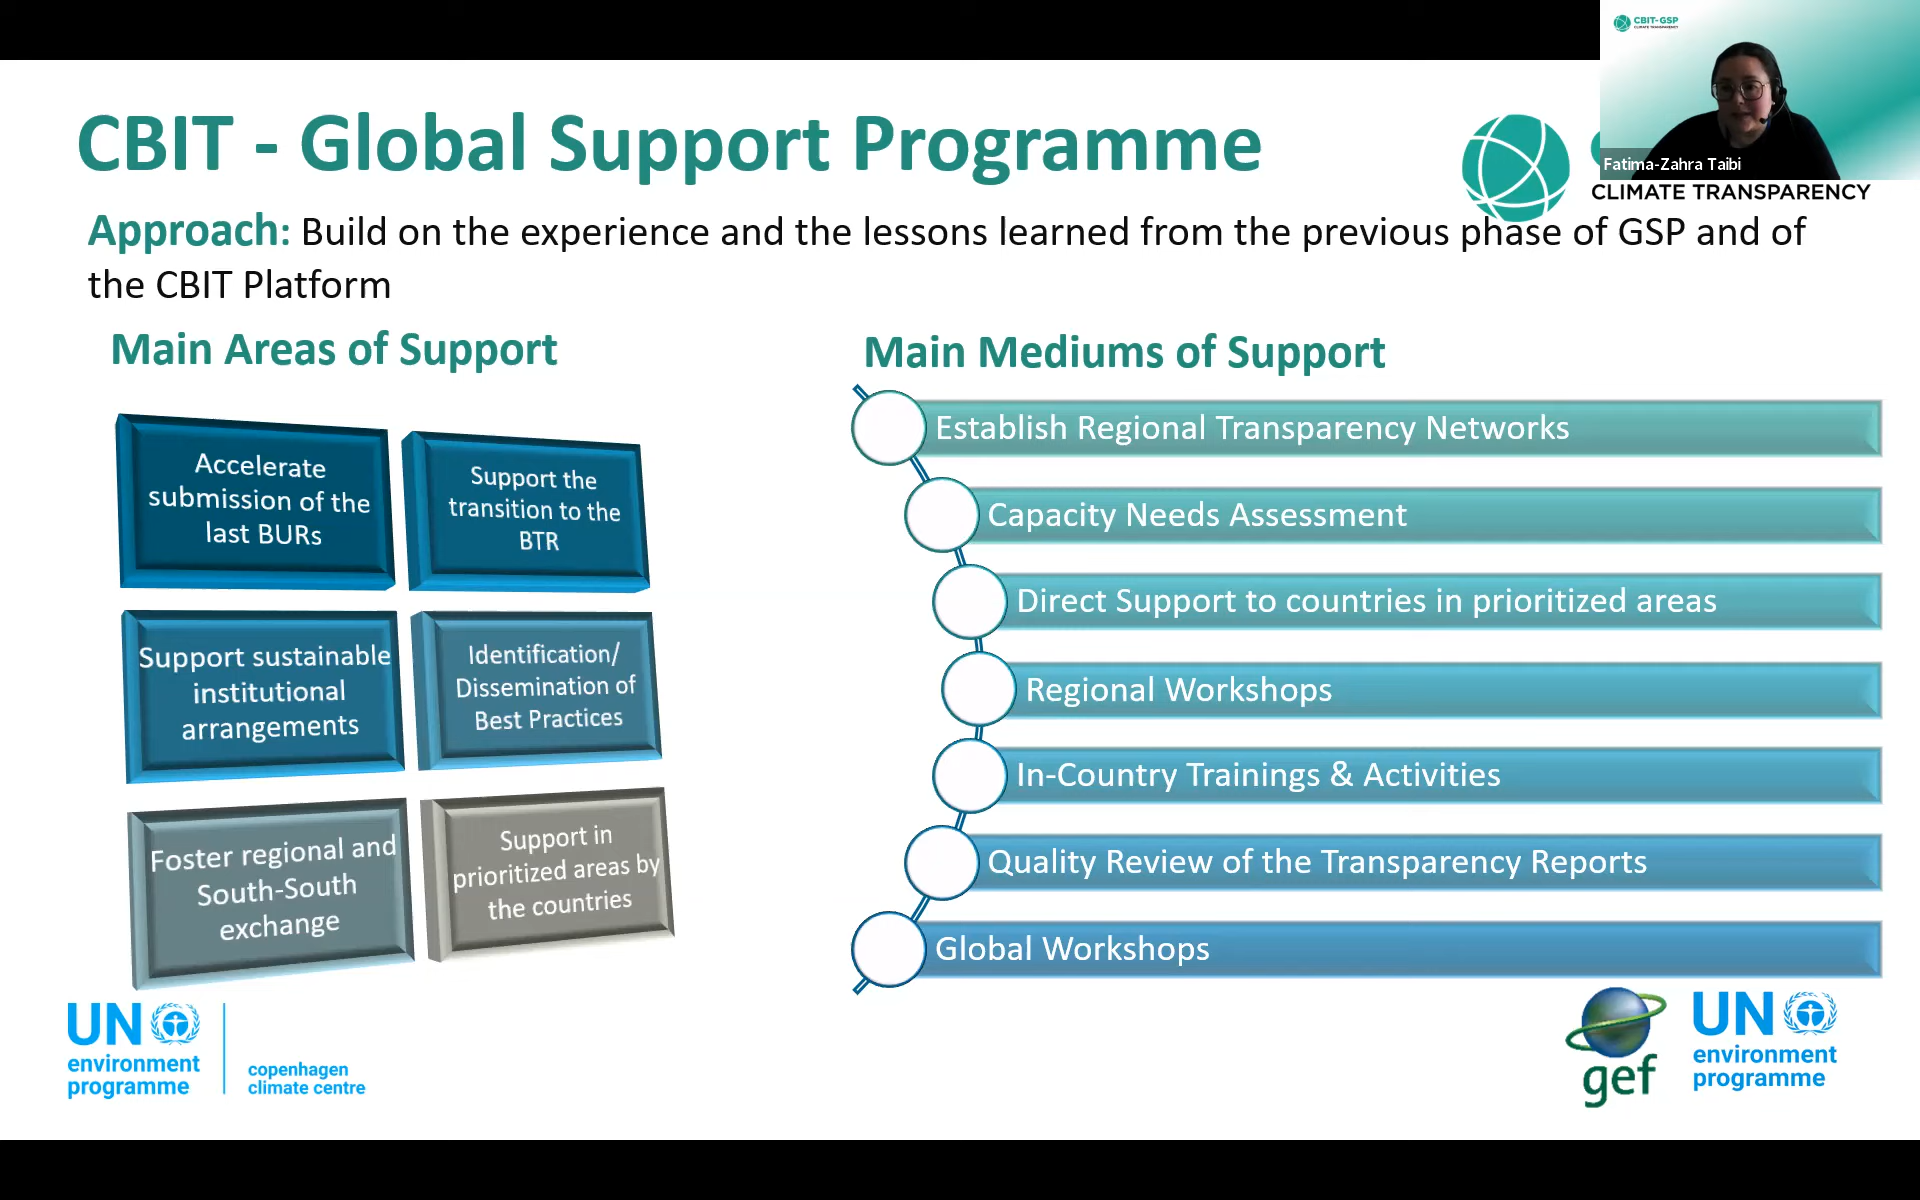 CBIT-GSP
CLIMATE TRANSPARENCY
Fatima-Zahra Taibi
CBIT - Global Support Programme
CLIMATE TRANSPARENCY
Approach: Build on the experience and the lessons learned from the previous phase of GSP and of
the CBIT Platform
Main Areas of Support
Accelerate
submission of the
last BURs
Support the
transition to the
BTR
Support sustainable
institutional
arrangements
Identification/
Dissemination of
Best Practices
Foster regional and
South-South
exchange
Support in
prioritized areas by
the countries
Main Mediums of Support
Establish Regional Transparency Networks
Capacity Needs Assessment
Direct Support to countries in prioritized areas
Regional Workshops
In-Country Trainings & Activities
Quality Review of the Transparency Reports
Global Workshops
UN
environment
programme
copenhagen
climate centre
gef
UN
environment
programme